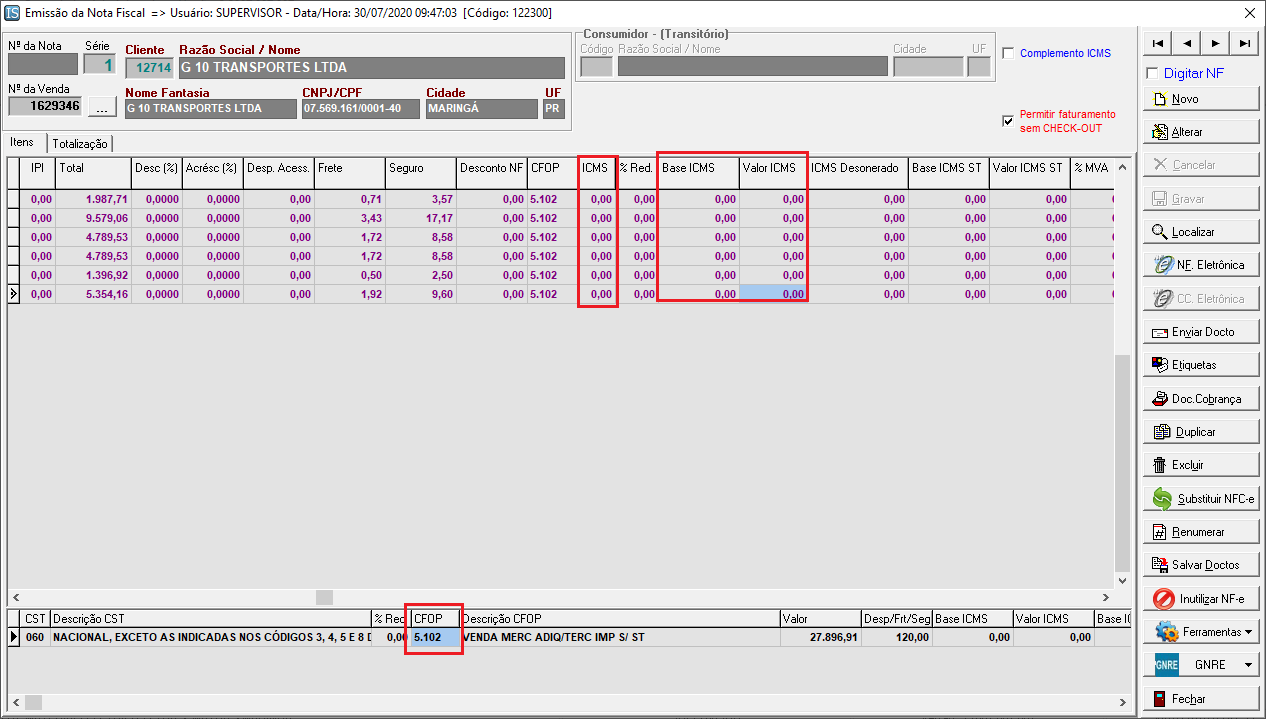 Emissão da Nota Fiscal => Usuário: SUPERVISOR - Data/Hora: 30/07/2020 09:47:03 [Código: 122300]
Nº da Nota Série Cliente Razão Social / Nome
1 12714 G 10 TRANSPORTES LTDA
Nº da Venda Nome Fantasia CNPJ/CPF Cidade UF
1629346 ... G 10 TRANSPORTES LTDA 07.569.161/0001-40 MARINGÁ PR
Consumidor - (Transitório)
Código Razão Social / Nome Cidade UF
Complemento ICMS
Permitir faturamento
sem CHECK-OUT
Itens Totalização
IPI Total Desc (%) Acrésc (%) Desp. Acess. Frete Seguro Desconto NF CFOP ICMS % Red. Base ICMS Valor ICMS ICMS Desonerado Base ICMS ST Valor ICMS ST % MVA
0,00 1.987,71 0,0000 0,0000 0,00 0,71 3,57 0,00 5.102 0,00 0,00 0,00 0,00 0,00 0,00 0,00
0,00 9.579,06 0,0000 0,0000 0,00 3,43 17,17 0,00 5.102 0,00 0,00 0,00 0,00 0,00 0,00 0,00
0,00 4.789,53 0,0000 0,0000 0,00 1,72 8,58 0,00 5.102 0,00 0,00 0,00 0,00 0,00 0,00 0,00
0,00 4.789,53 0,0000 0,0000 0,00 1,72 8,58 0,00 5.102 0,00 0,00 0,00 0,00 0,00 0,00 0,00
0,00 1.396,92 0,0000 0,0000 0,00 0,50 2,50 0,00 5.102 0,00 0,00 0,00 0,00 0,00 0,00 0,00
0,00 5.354,16 0,0000 0,0000 0,00 1,92 9,60 0,00 5.102 0,00 0,00 0,00 0,00 0,00 0,00 0,00
CST Descrição CST % Red CFOP Descrição CFOP Valor Desp/Frt/Seg Base ICMS Valor ICMS Base I
060 NACIONAL, EXCETO AS INDICADAS NOS CÓDIGOS 3, 4, 5 E 8 D 0,00 5.102 VENDA MERC ADIQ/TERC IMP S/ ST 27.896,91 120,00 0,00 0,00
Digitar NF
Novo
Alterar
Cancelar
Gravar
Localizar
NF. Eletrônica
CC. Eletrônica
Enviar Docto
Etiquetas
Doc.Cobrança
Duplicar
Excluir
Substituir NFC-e
Renumerar
Salvar Doctos
Inutilizar NF-e
Ferramentas
GNRE GNRE
Fechar